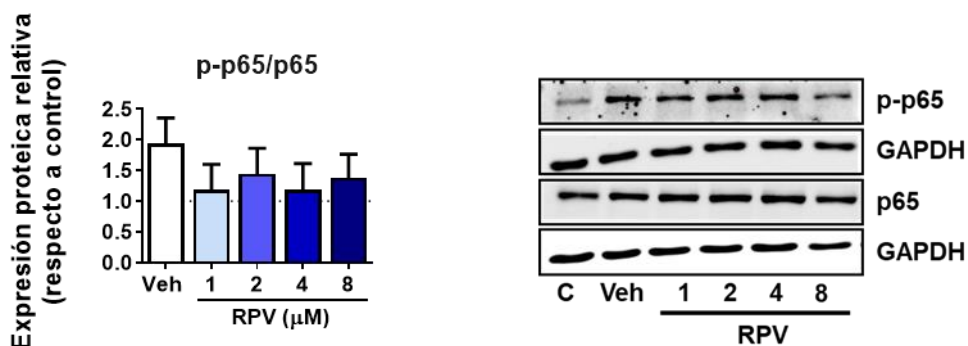 Expresión proteica relativa
(respecto a control)
p-p65/p65
2.5
2.0
1.5
1.0
0.5
0.0
Veh 1 2 4 8
RPV (μM)
p-p65
GAPDH
p65
GAPDH
C Veh 1 2 4 8
RPV